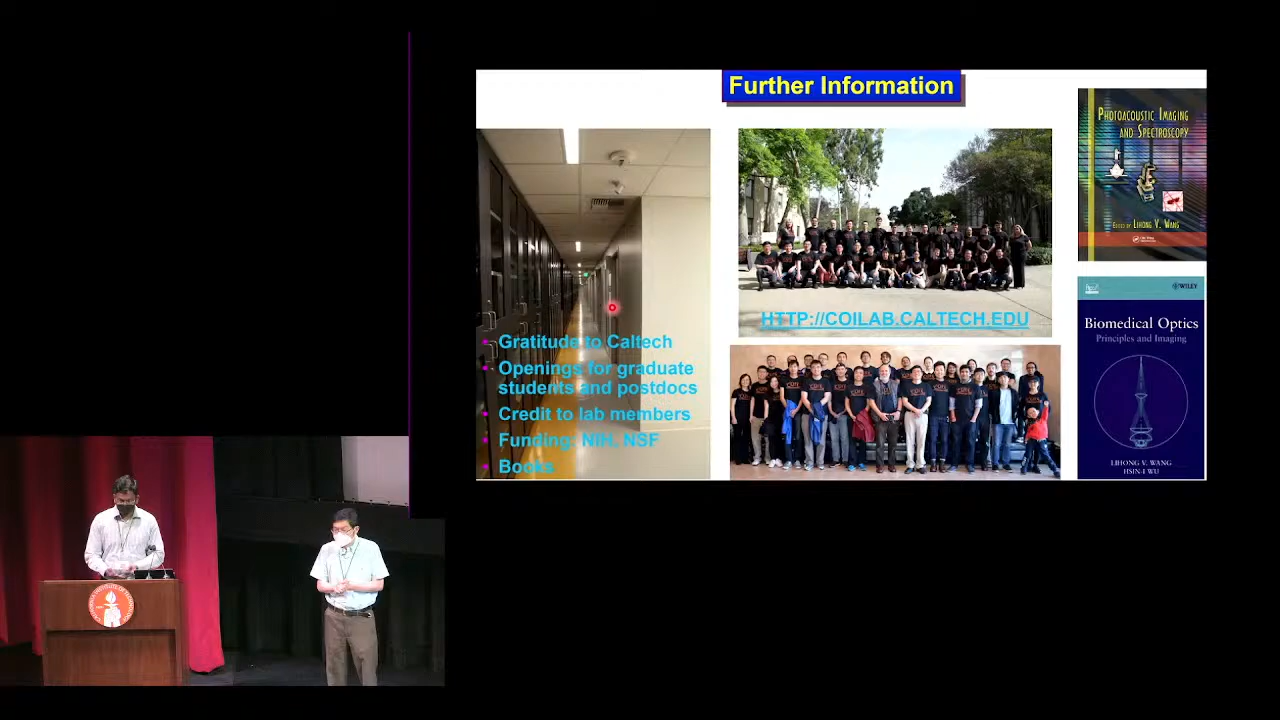 Further Information
Gratitude to Caltech
Openings for graduate
students and postdocs
Credit to lab members
Funding: NIH, NSF
Books
HTTP://COILAB.CALTECH.EDU
PHOTOACOUSTIC IMAGING
AND SPECTROSCOPY
EDITED BY LIHONG V. WANG
WILEY
Biomedical Optics
Principles and Imaging
LIHONG V. WANG
HSIN-I WU